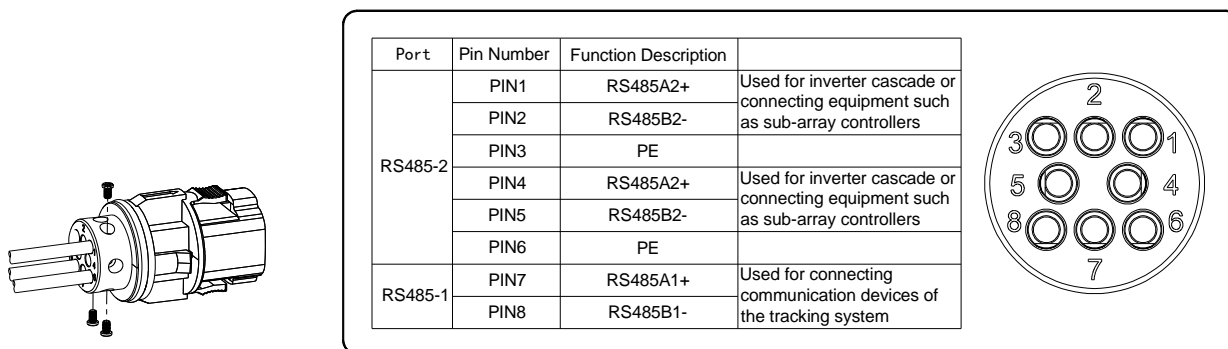 Port Pin Number Function Description
RS485-2
PIN1 RS485A2+
PIN2 RS485B2-
Used for inverter cascade or
connecting equipment such
as sub-array controllers
PIN3 PE
PIN4 RS485A2+
PIN5 RS485B2-
Used for inverter cascade or
connecting equipment such
as sub-array controllers
PIN6 PE
RS485-1
PIN7 RS485A1+
PIN8 RS485B1-
Used for connecting
communication devices of
the tracking system
2
3 1
5 4
8 6
7